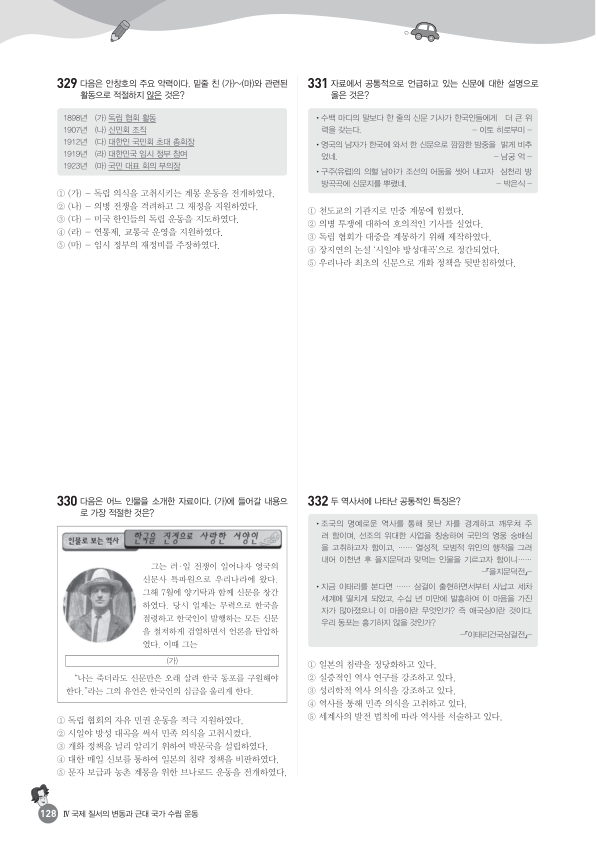 329 다음은 안창호의 주요 약력이다. 밑줄 친 (가)~(마)와 관련된
활동으로 적절하지 않은 것은?
1898년 (가) 독립 협회 활동
1907년 (나) 신민회 조직
1912년 (다) 대한인 국민회 초대 총회장
1919년 (라) 대한민국 임시 정부 참여
1923년 (마) 국민 대표 회의 부의장
① (가) – 독립 의식을 고취시키는 계몽 운동을 전개하였다.
② (나) – 의병 전쟁을 격려하고 그 재정을 지원하였다.
③ (다) – 미국 한인들의 독립 운동을 지도하였다.
④ (라) – 연통제, 교통국 운영을 지원하였다.
⑤ (마) – 임시 정부의 재정비를 주장하였다.
330 다음은 어느 인물을 소개한 자료이다. (가)에 들어갈 내용으
로 가장 적절한 것은?
인물로 보는 역사 한국을 진정으로 사랑한 서양인
그는 러·일 전쟁이 일어나자 영국의
신문사 특파원으로 우리나라에 왔다.
그해 7월에 양기탁과 함께 신문을 창간
하였다. 당시 일제는 무력으로 한국을
점령하고 한국인이 발행하는 모든 신문
을 철저하게 검열하면서 언론을 탄압하
였다. 이때 그는
(가)
“나는 죽더라도 신문만은 오래 살려 한국 동포를 구원해야
한다.”라는 그의 유언은 한국인의 심금을 울리게 한다.
① 독립 협회의 자유 민권 운동을 적극 지원하였다.
② 시일야 방성 대곡을 써서 민족 의식을 고취시켰다.
③ 개화 정책을 널리 알리기 위하여 박문국을 설립하였다.
④ 대한 매일 신보를 통하여 일본의 침략 정책을 비판하였다.
⑤ 문자 보급과 농촌 계몽을 위한 브나로드 운동을 전개하였다.
331 자료에서 공통적으로 언급하고 있는 신문에 대한 설명으로
옳은 것은?
• 수백 마디의 말보다 한 줄의 신문 기사가 한국인들에게 더 큰 위
력을 갖는다. – 이토 히로부미 –
• 영국의 남자가 한국에 와서 한 신문으로 깜깜한 밤중을 밝게 비추
었네. – 남궁 억 –
• 구주(유럽)의 의혈 남아가 조선의 어둠을 씻어 내고자 삼천리 방
방곡곡에 신문지를 뿌렸네. – 박은식 –
① 천도교의 기관지로 민중 계몽에 힘썼다.
② 의병 투쟁에 대하여 호의적인 기사를 실었다.
③ 독립 협회가 대중을 계몽하기 위해 제작하였다.
④ 장지연의 논설 ‘시일야 방성대곡’으로 정간되었다.
⑤ 우리나라 최초의 신문으로 개화 정책을 뒷받침하였다.
332 두 역사서에 나타난 공통적인 특징은?
• 조국의 명예로운 역사를 통해 못난 자를 경계하고 깨우쳐 주
려 함이며, 선조의 위대한 사업을 칭송하여 국민의 영웅 숭배심
을 고취하고자 함이고, …… 열성적, 모범적 위인의 행적을 그려
내어 이천년 후 을지문덕과 맞먹는 인물을 기르고자 함이니……
–『을지문덕전』–
• 지금 이태리를 본다면 …… 삼걸이 출현하면서부터 사납고 세차
세계에 떨치게 되었고, 수십 년 미만에 발흥하여 이 마음을 가진
자가 많아졌으니 이 마음이란 무엇인가? 즉 애국심이란 것이다.
우리 동포는 흥기하지 않을 것인가?
–『이태리건국삼걸전』–
① 일본의 침략을 정당화하고 있다.
② 실증적인 역사 연구를 강조하고 있다.
③ 성리학적 역사 의식을 강조하고 있다.
④ 역사를 통해 민족 의식을 고취하고 있다.
⑤ 세계사의 발전 법칙에 따라 역사를 서술하고 있다.
128 Ⅳ 국제 질서의 변동과 근대 국가 수립 운동